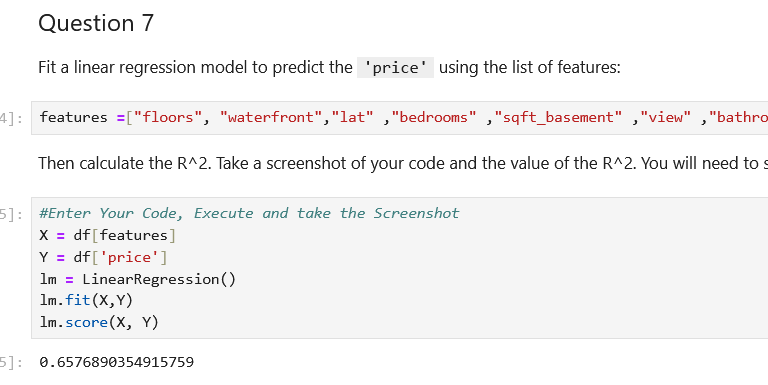 Question 7
Fit a linear regression model to predict the 'price' using the list of features:
4]: features =["floors", "waterfront","lat" ,"bedrooms" ,"sqft_basement" ,"view" ,"bathro
Then calculate the R^2. Take a screenshot of your code and the value of the R^2. You will need to s
5]: #Enter Your Code, Execute and take the Screenshot
X = df[features]
Y = df['price']
lm = LinearRegression()
lm.fit(X,Y)
lm.score(X, Y)
5]: 0.6576890354915759